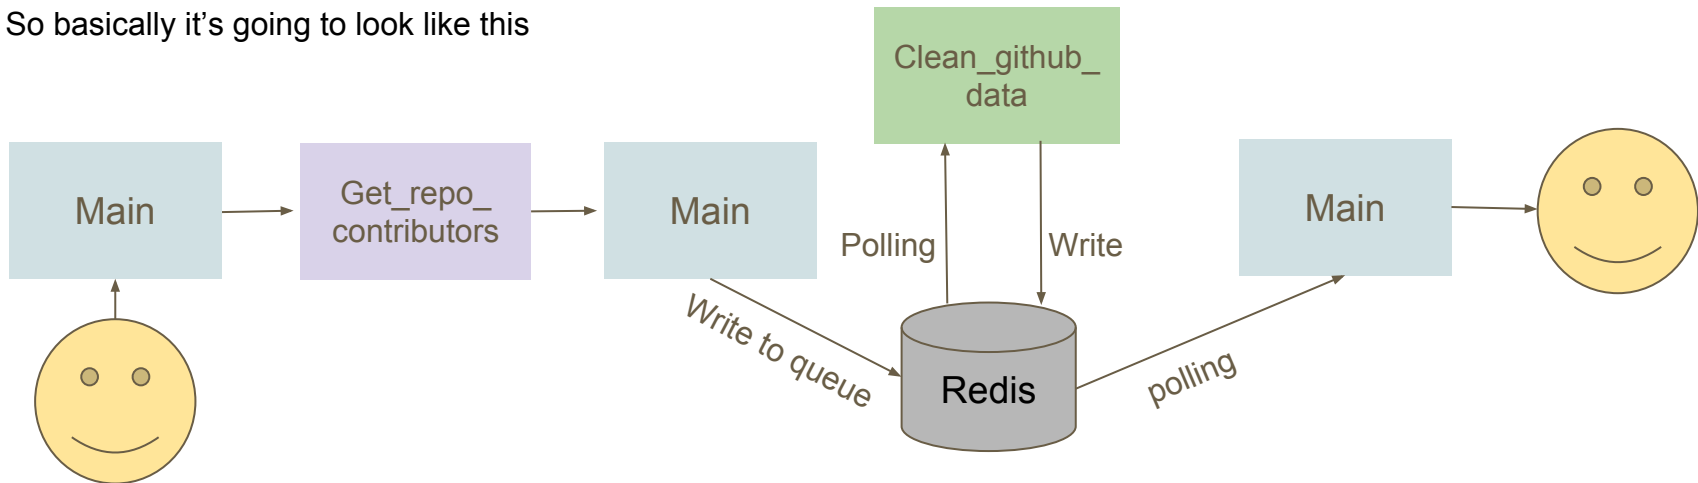 So basically it’s going to look like this
Clean_github_
data
Main
Get_repo_
contributors
Main
Main
Polling
Write
Write to queue
Redis
polling